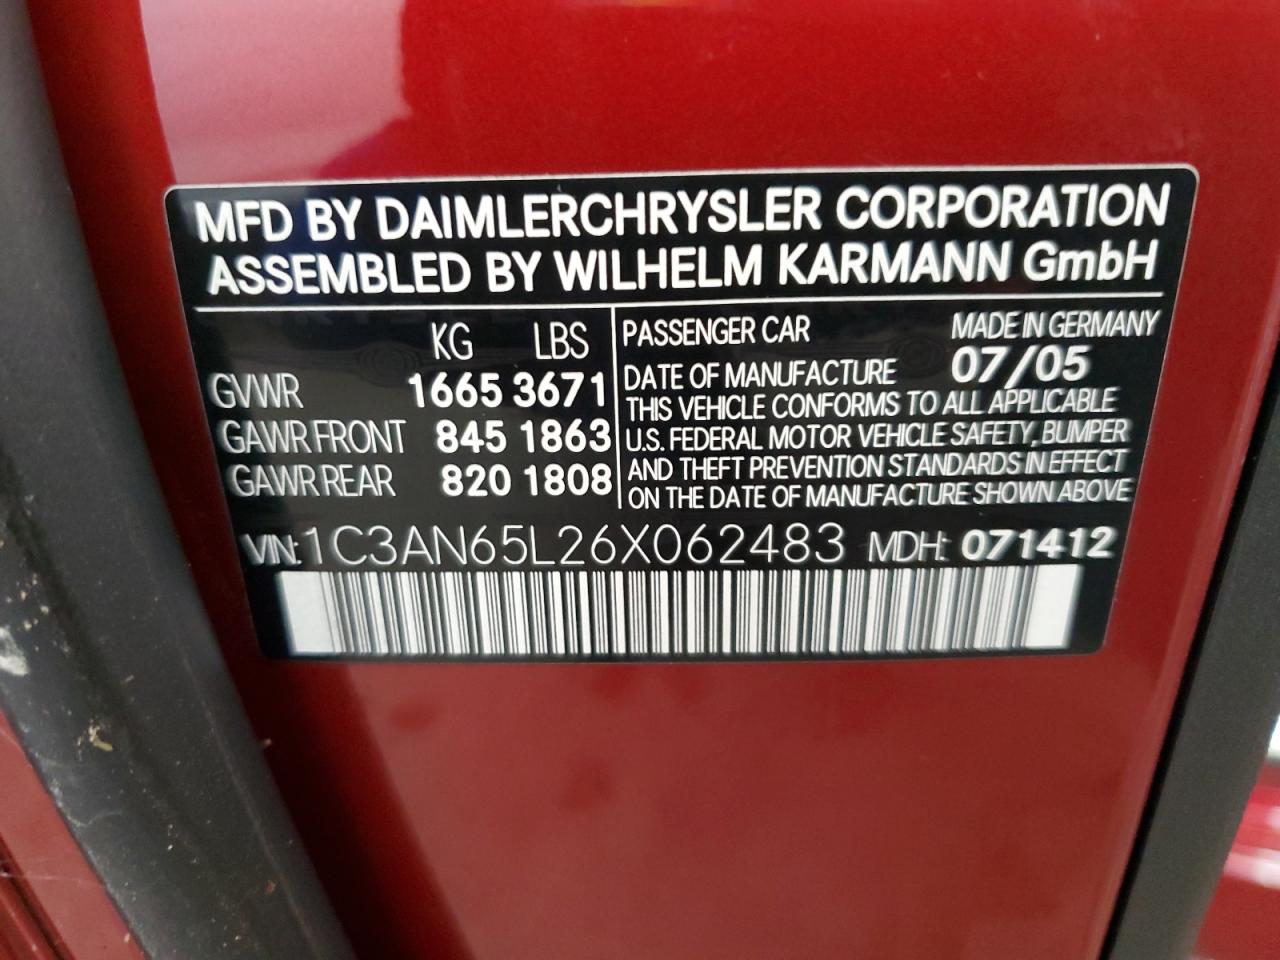 MFD BY DAIMLERCHRYSLER CORPORATION
ASSEMBLED BY WILHELM KARMANN GmbH
KG LBS
GVWR 1665 3671
GAWR FRONT 845 1863
GAWR REAR 820 1808
PASSENGER CAR MADE IN GERMANY
DATE OF MANUFACTURE 07/05
THIS VEHICLE CONFORMS TO ALL APPLICABLE
U.S. FEDERAL MOTOR VEHICLE SAFETY, BUMPER
AND THEFT PREVENTION STANDARDS IN EFFECT
ON THE DATE OF MANUFACTURE SHOWN ABOVE
VIN: 1C3AN65L26X062483 MDH: 071412